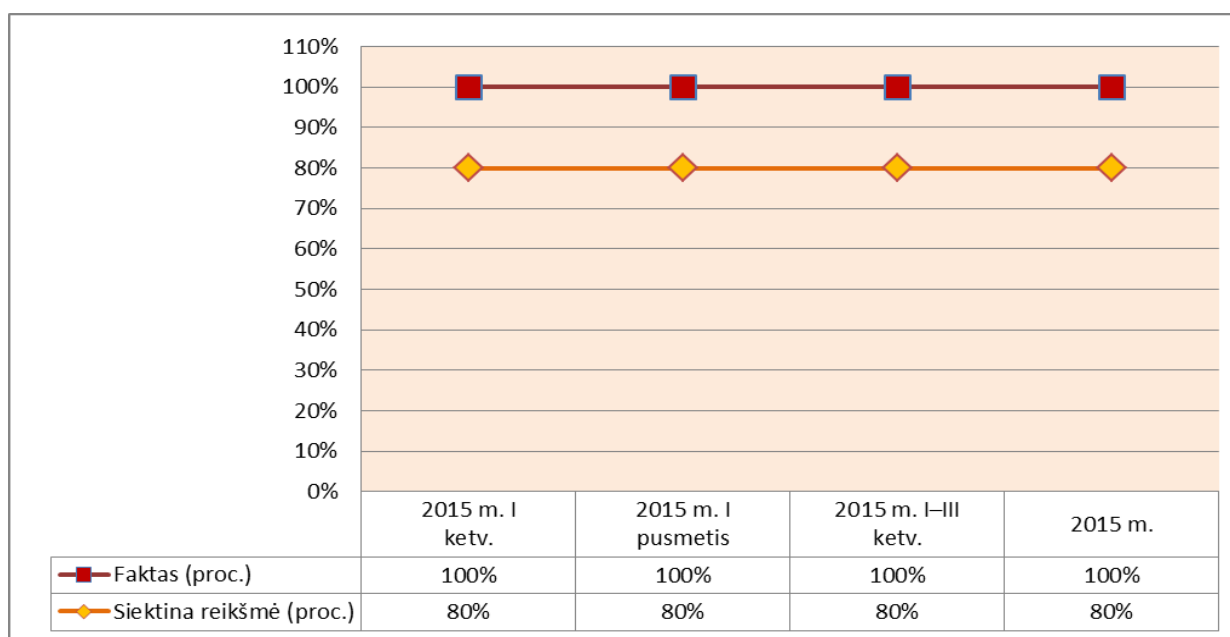 110%
100%
90%
80%
70%
60%
50%
40%
30%
20%
10%
0%
2015 m. I
ketv.
2015 m. I
pusmetis
2015 m. I–III
ketv.
2015 m.
Faktas (proc.) 100% 100% 100% 100%
Siektina reikšmė (proc.) 80% 80% 80% 80%